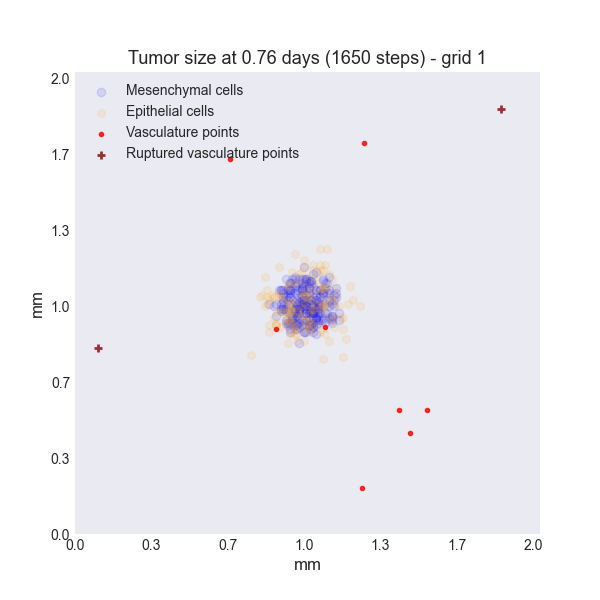 Tumor size at 0.76 days (1650 steps) - grid 1
Mesenchymal cells
Epithelial cells
Vasculature points
Ruptured vasculature points
2.0
1.7
1.3
1.0
0.7
0.3
0.0
mm
0.0 0.3 0.7 1.0 1.3 1.7 2.0
mm